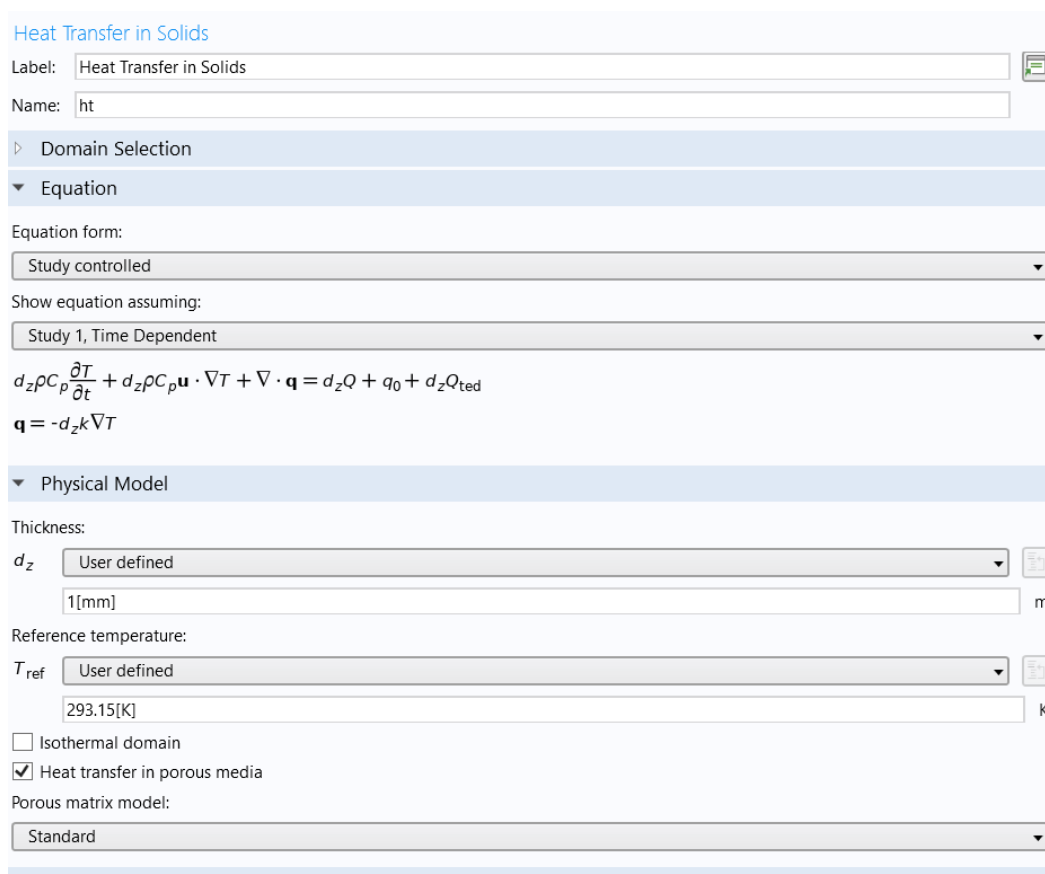 Heat Transfer in Solids
Label: Heat Transfer in Solids
Name: ht
Domain Selection
Equation
Equation form:
Study controlled
Show equation assuming:
Study 1, Time Dependent
d_zρC_p ∂T/∂t + d_zρC_p𝐮 · ∇T + ∇ · 𝐪 = d_zQ + q_0 + d_zQ_ted
𝐪 = -d_zk∇T
Physical Model
Thickness:
d_z User defined
1[mm] m
Reference temperature:
T_ref User defined
293.15[K] K
Isothermal domain
Heat transfer in porous media
Porous matrix model:
Standard